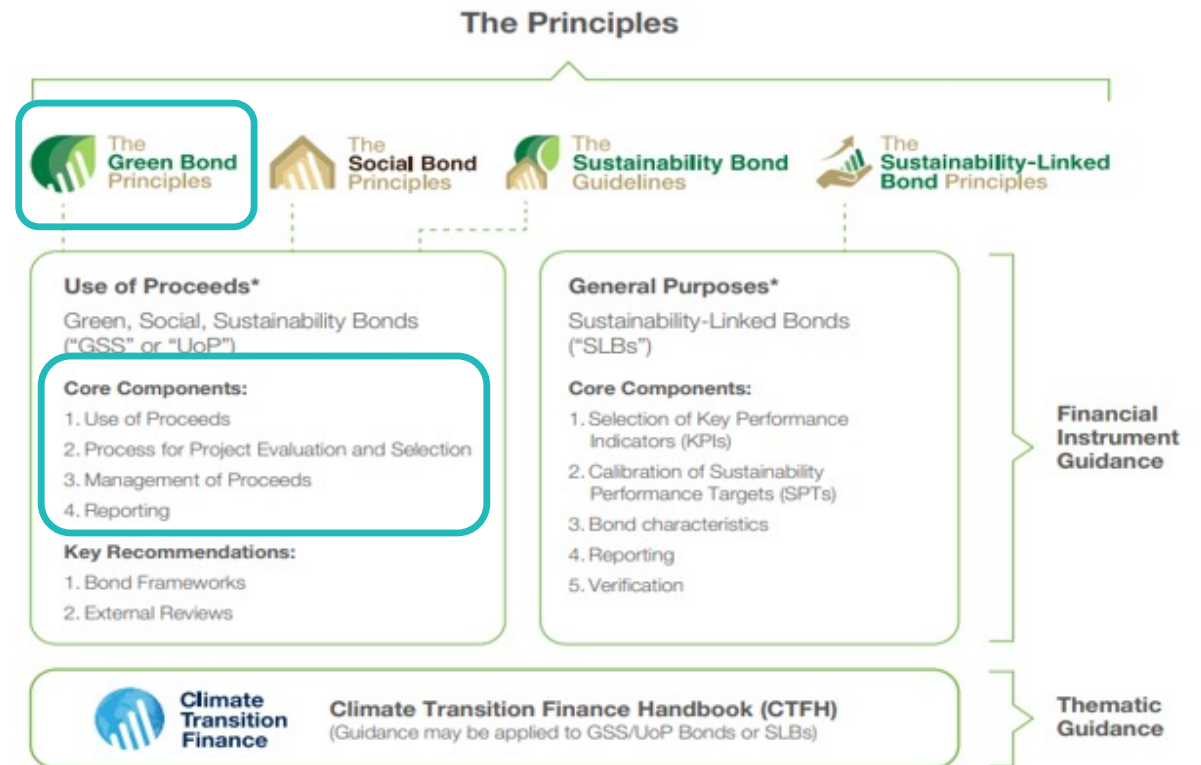 The Principles
The
Green Bond
Principles
The
Social Bond
Principles
The
Sustainability Bond
Guidelines
The
Sustainability-Linked
Bond Principles
Use of Proceeds*
Green, Social, Sustainability Bonds
("GSS" or "UoP")
Core Components:
1. Use of Proceeds
2. Process for Project Evaluation and Selection
3. Management of Proceeds
4. Reporting
Key Recommendations:
1. Bond Frameworks
2. External Reviews
General Purposes*
Sustainability-Linked Bonds
("SLBs")
Core Components:
1. Selection of Key Performance
Indicators (KPIs)
2. Calibration of Sustainability
Performance Targets (SPTs)
3. Bond characteristics
4. Reporting
5. Verification
Financial
Instrument
Guidance
Climate
Transition
Finance
Climate Transition Finance Handbook (CTFH)
(Guidance may be applied to GSS/UoP Bonds or SLBs)
Thematic
Guidance